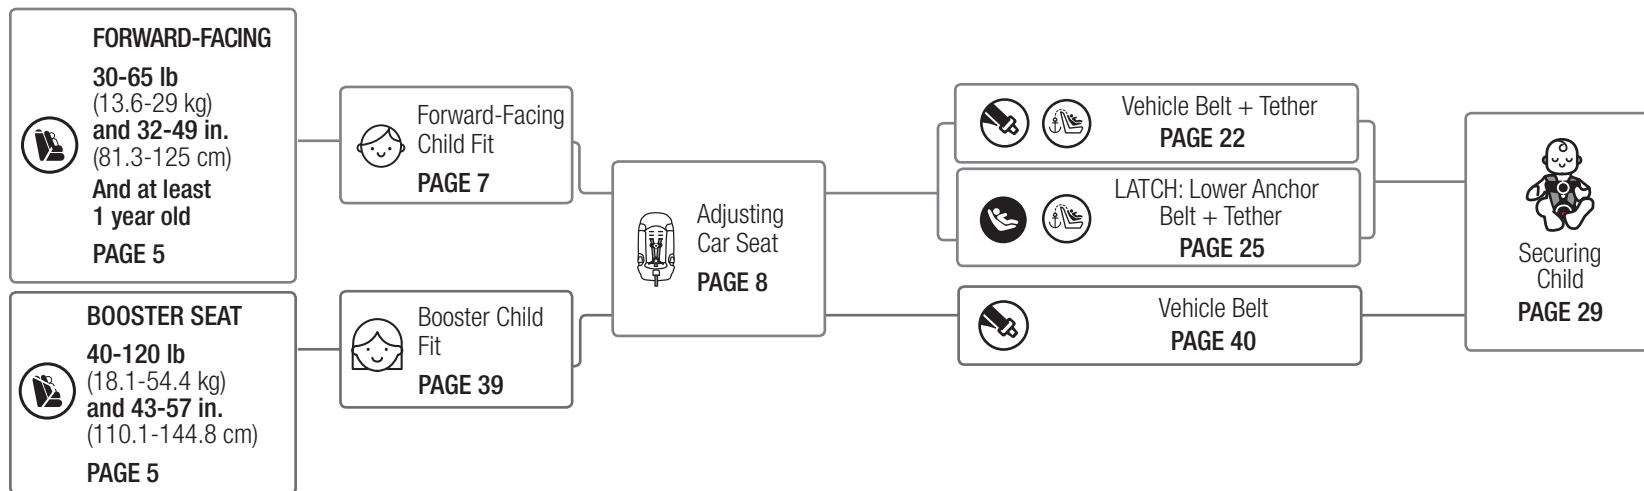 FORWARD-FACING
30-65 lb
(13.6-29 kg)
and 32-49 in.
(81.3-125 cm)
And at least
1 year old
PAGE 5
Forward-Facing
Child Fit
PAGE 7
BOOSTER SEAT
40-120 lb
(18.1-54.4 kg)
and 43-57 in.
(110.1-144.8 cm)
PAGE 5
Booster Child
Fit
PAGE 39
Adjusting
Car Seat
PAGE 8
Vehicle Belt + Tether
PAGE 22
LATCH: Lower Anchor
Belt + Tether
PAGE 25
Vehicle Belt
PAGE 40
Securing
Child
PAGE 29